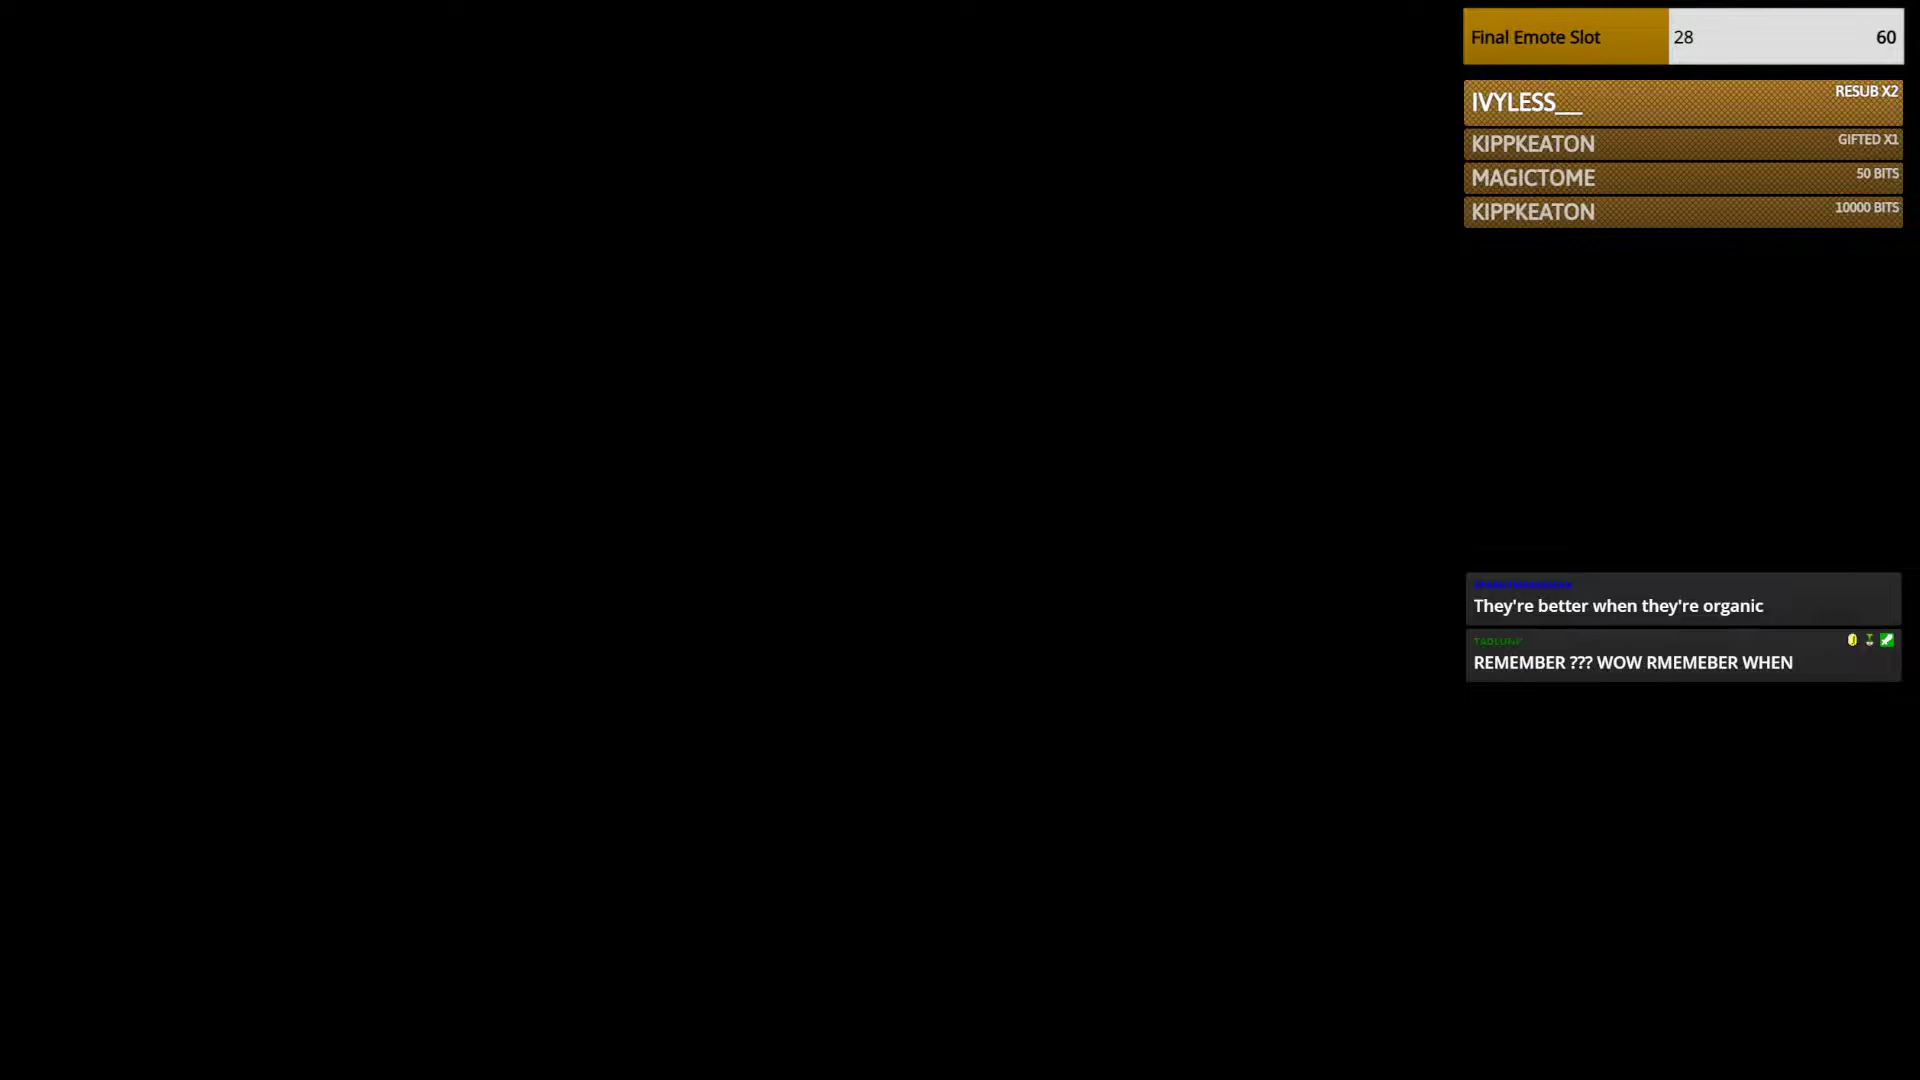 Final Emote Slot 28 60
IVYLESS__ RESUB X2
KIPPKEATON GIFTED X1
MAGICTOME 50 BITS
KIPPKEATON 10000 BITS
They're better when they're organic
REMEMBER ??? WOW RMEMEBER WHEN